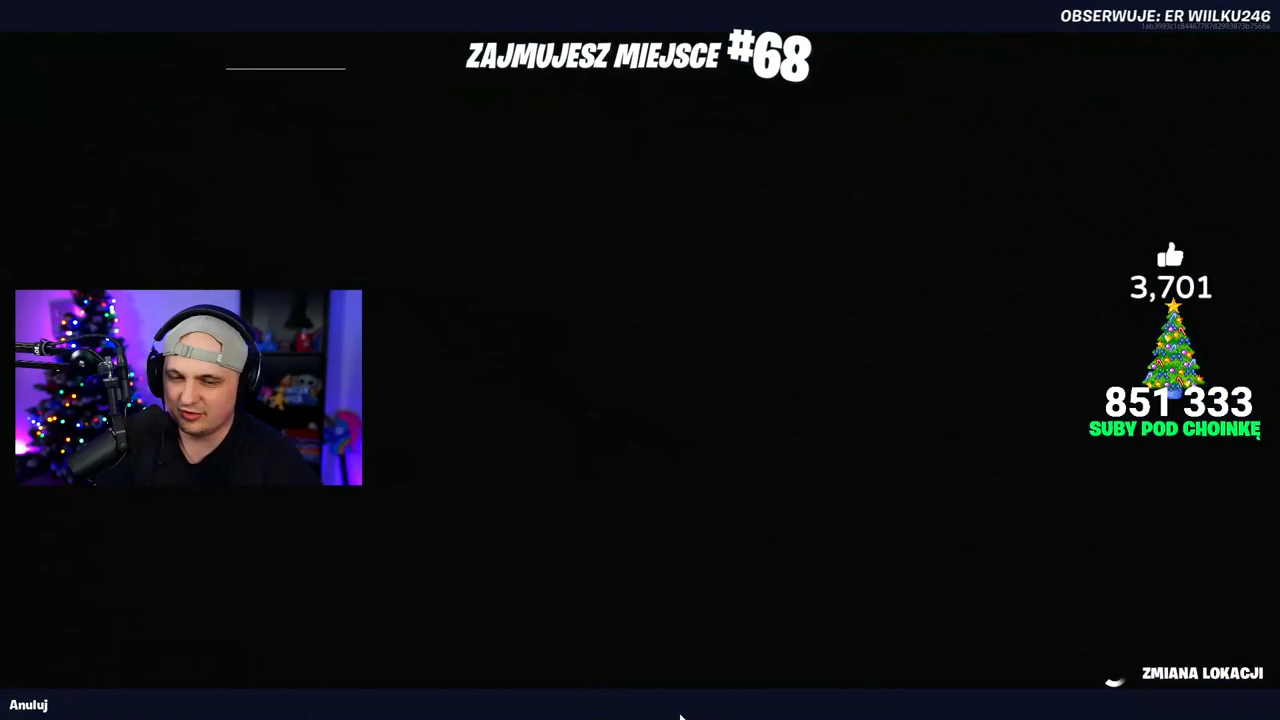 OBSERWUJE: ER WIILKU246
ZAJMUJESZ MIEJSCE #68
3,701
851 333
SUBY POD CHOINKĘ
ZMIANA LOKACJI
Anuluj